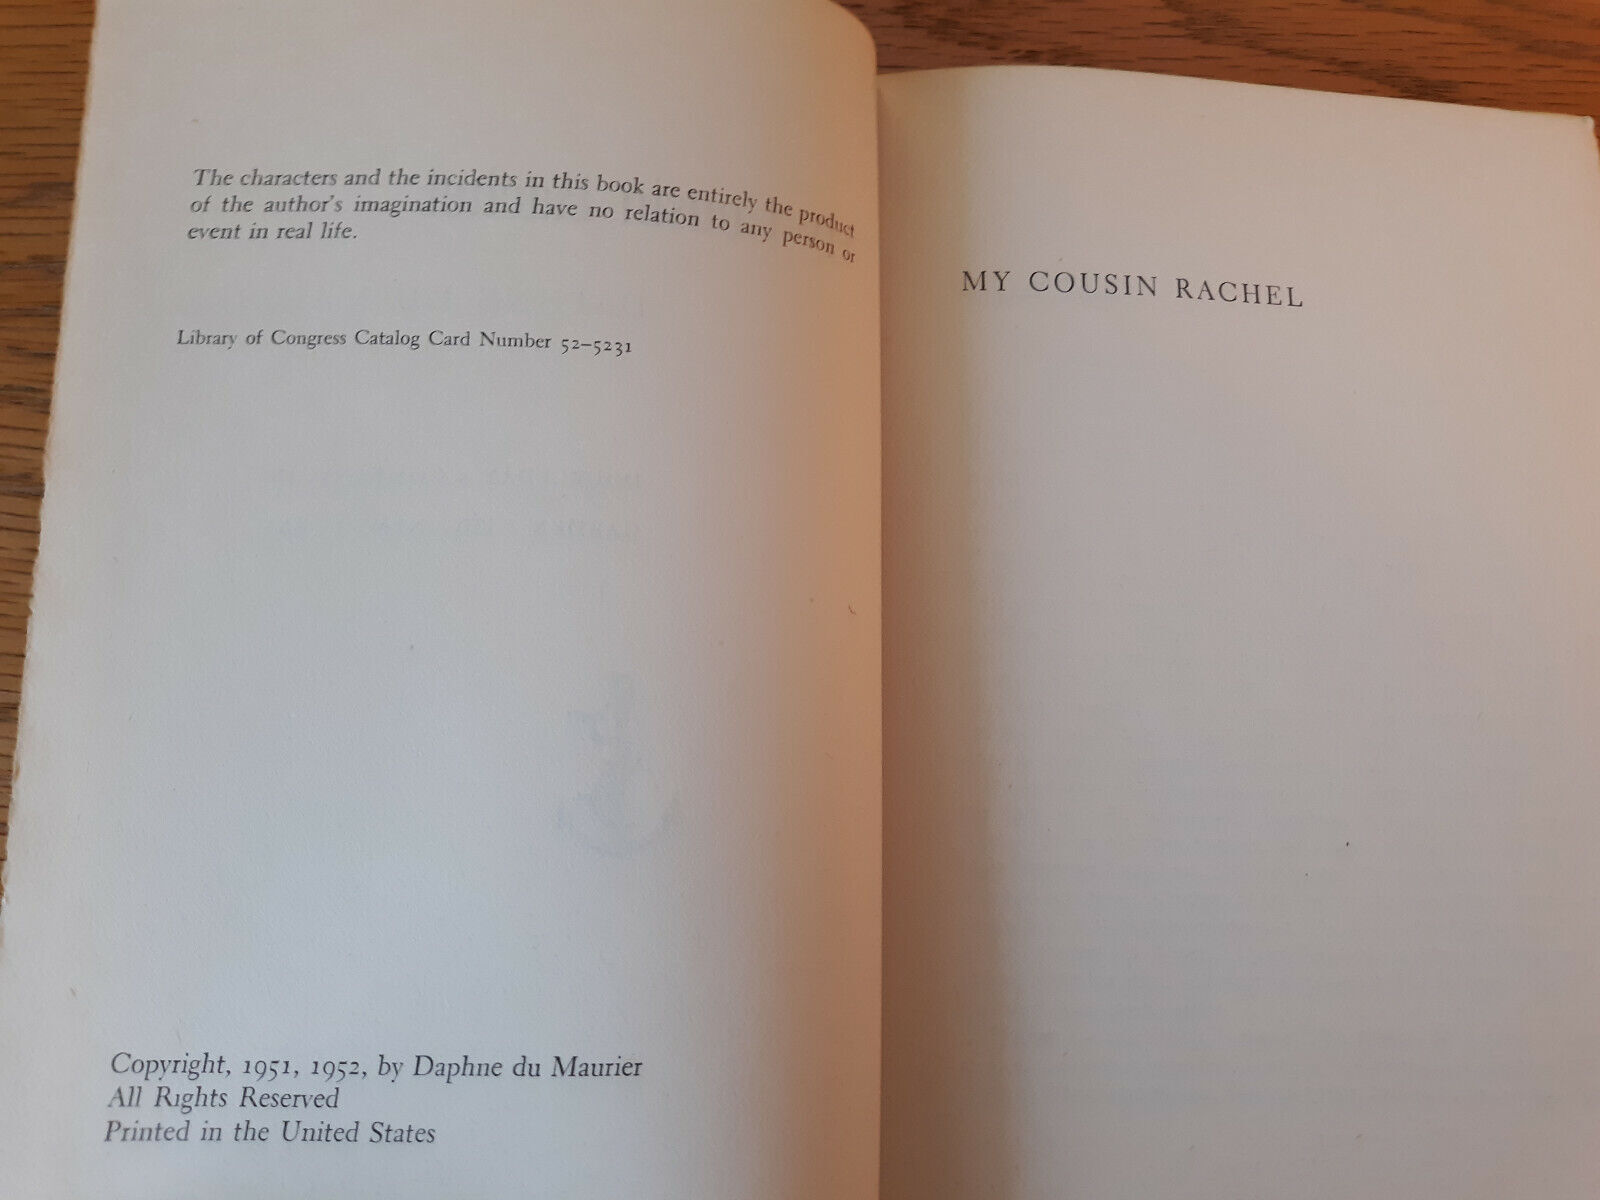 The characters and the incidents in this book are entirely the product
of the author's imagination and have no relation to any person or
event in real life.
Library of Congress Catalog Card Number 52–5231
Copyright, 1951, 1952, by Daphne du Maurier
All Rights Reserved
Printed in the United States
MY COUSIN RACHEL